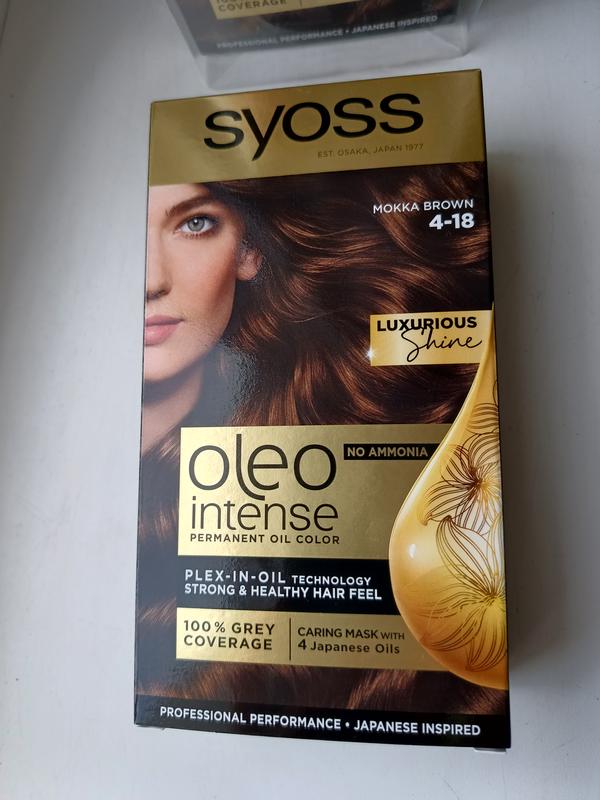 COVERAGE
PROFESSIONAL PERFORMANCE • JAPANESE INSPIRED
syoss
EST. OSAKA, JAPAN 1977
MOKKA BROWN
4-18
LUXURIOUS
Shine
oleo
NO AMMONIA
intense
PERMANENT OIL COLOR
PLEX-IN-OIL TECHNOLOGY
STRONG & HEALTHY HAIR FEEL
100% GREY
COVERAGE
CARING MASK WITH
4 Japanese Oils
PROFESSIONAL PERFORMANCE • JAPANESE INSPIRED